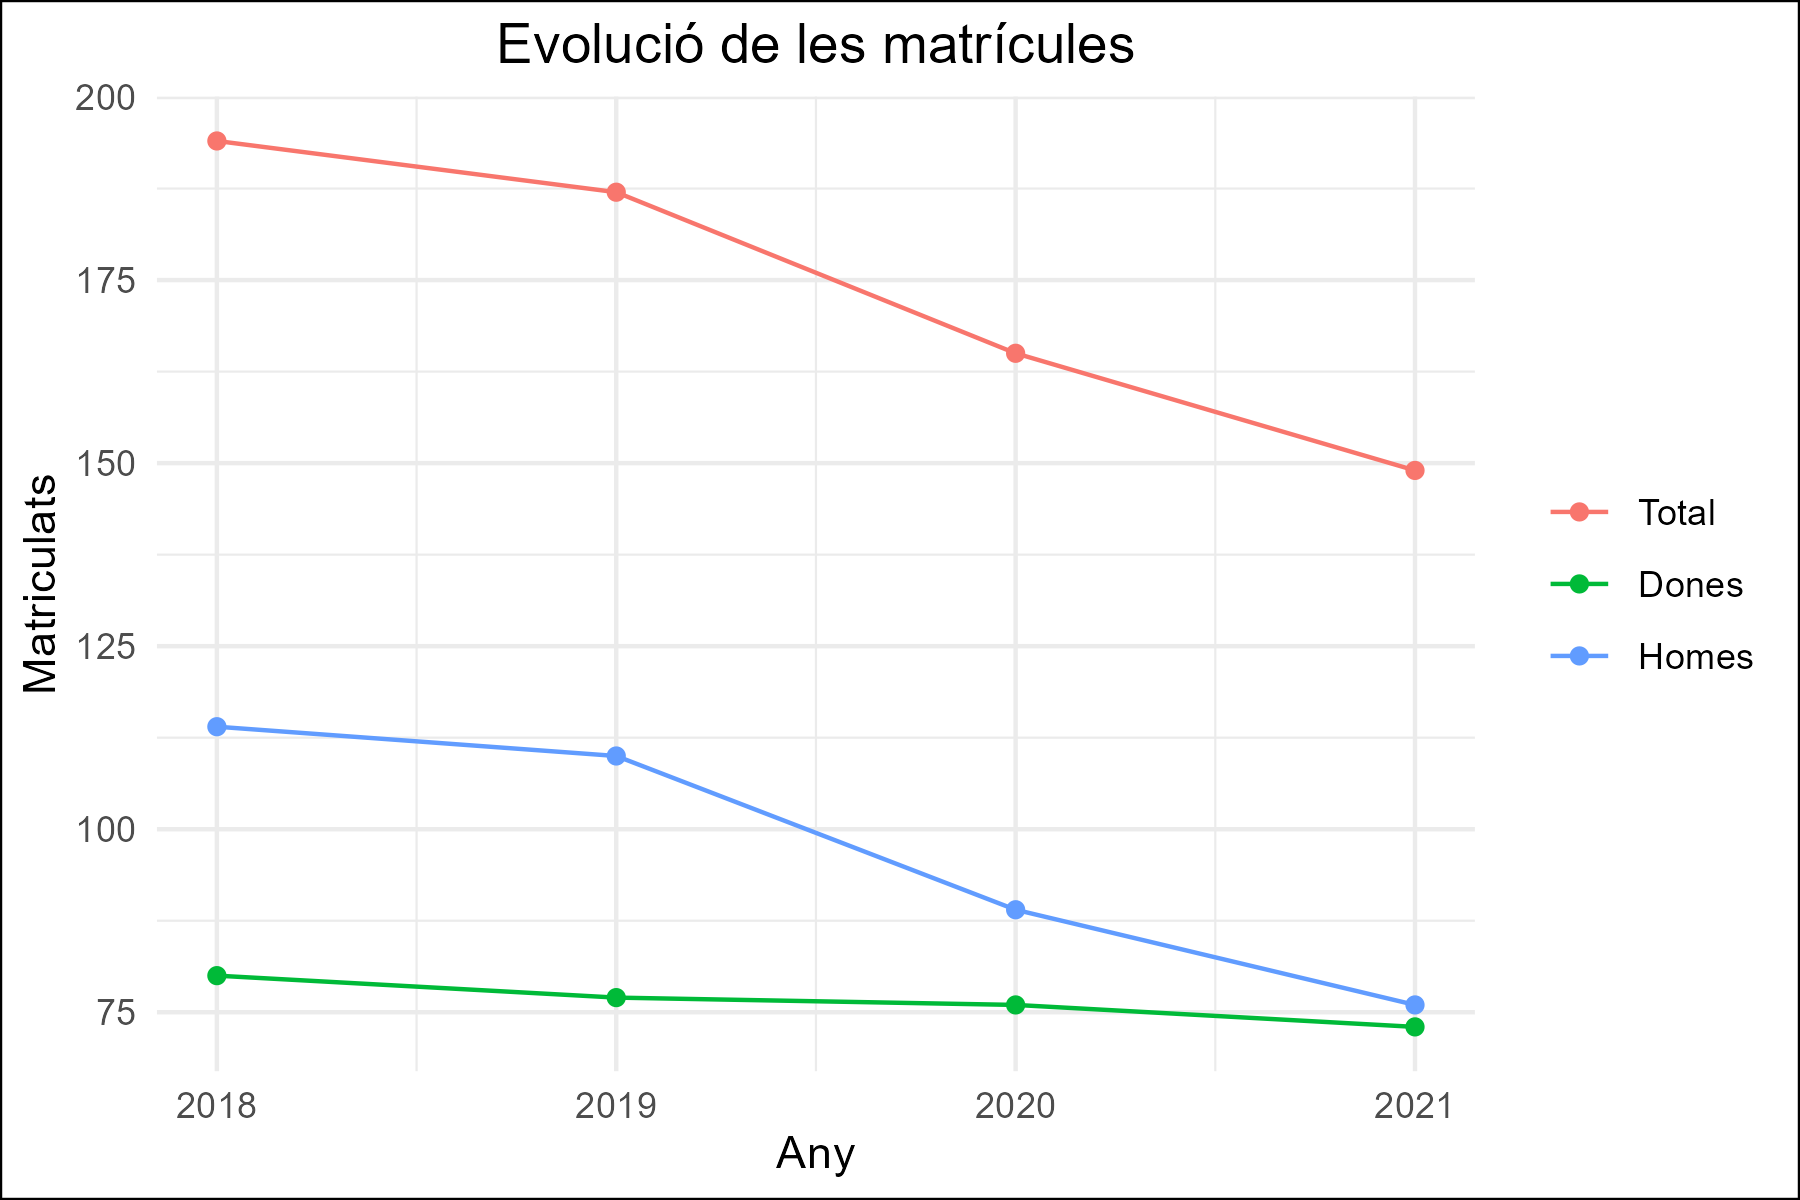 Evolució de les matrícules
Matriculats
200
175
150
125
100
75
2018
2019
2020
2021
Any
Total
Dones
Homes